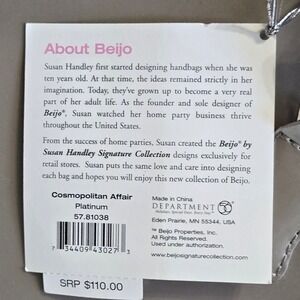 About Beijo
Susan Handley first started designing handbags when she was
ten years old. At that time, the ideas remained strictly in her
imagination. Today, they've grown up to become a very real
part of her adult life. As the founder and sole designer of
Beijo®, Susan watched her home party business thrive
throughout the United States.
From the success of home parties, Susan created the Beijo® by
Susan Handley Signature Collection designs exclusively for
retail stores. Susan puts the same love and care into designing
each bag and hopes you will enjoy this new collection of Beijo.
Cosmopolitan Affair
Platinum
57.81038
7 34409 43027 3
Made in China
DEPARTMENT 56
Eden Prairie, MN 55344, USA
™ Beijo Properties, Inc.
All Rights Reserved.
Used under authorization.
www.beijosignaturecollection.com
SRP $110.00